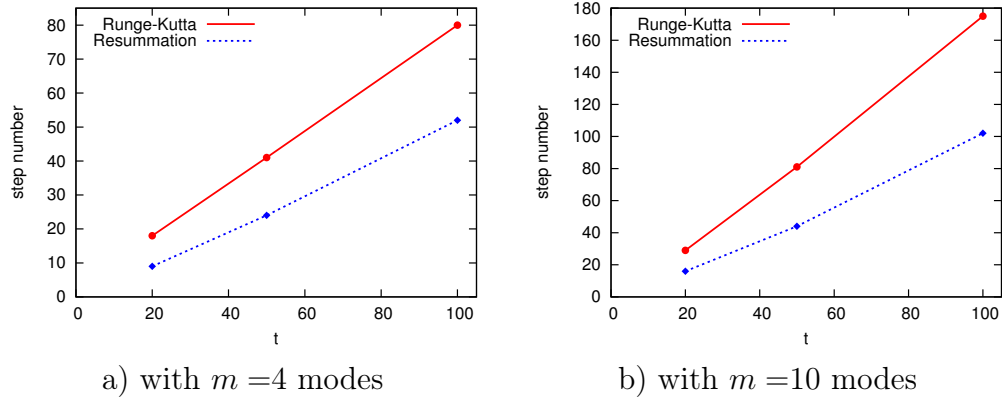 80
70
60
50
40
30
20
10
0
0 20 40 60 80 100
step number
t
Runge-Kutta
Resummation
a) with m =4 modes
180
160
140
120
100
80
60
40
20
0
0 20 40 60 80 100
step number
t
Runge-Kutta
Resummation
b) with m =10 modes